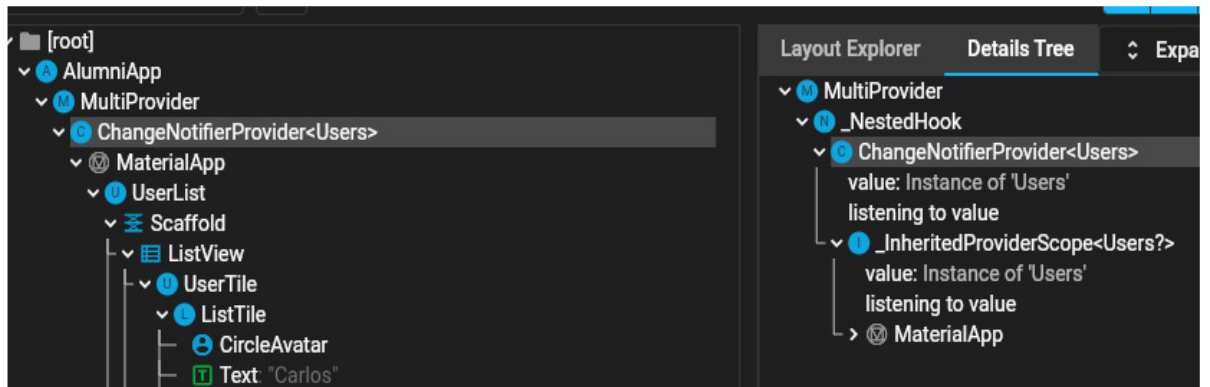 [root]
AlumniApp
MultiProvider
ChangeNotifierProvider<Users>
MaterialApp
UserList
Scaffold
ListView
UserTile
ListTile
CircleAvatar
Text: "Carlos"
Layout Explorer
Details Tree
Expa
MultiProvider
_NestedHook
ChangeNotifierProvider<Users>
value: Instance of 'Users'
listening to value
_InheritedProviderScope<Users?>
value: Instance of 'Users'
listening to value
MaterialApp